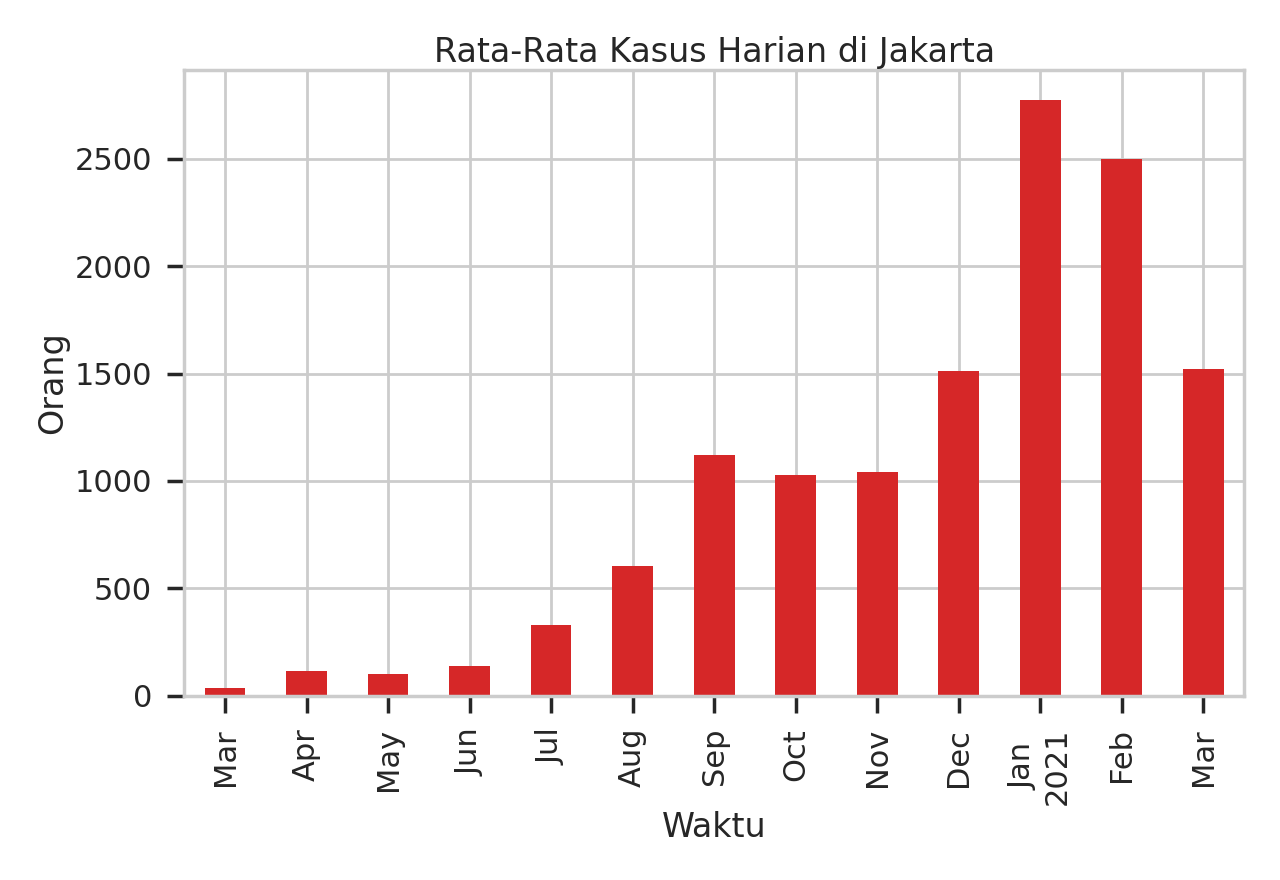 Rata-Rata Kasus Harian di Jakarta
2500
2000
1500
1000
500
0
Orang
Mar
Apr
May
Jun
Jul
Aug
Sep
Oct
Nov
Dec
Jan
2021
Feb
Mar
Waktu